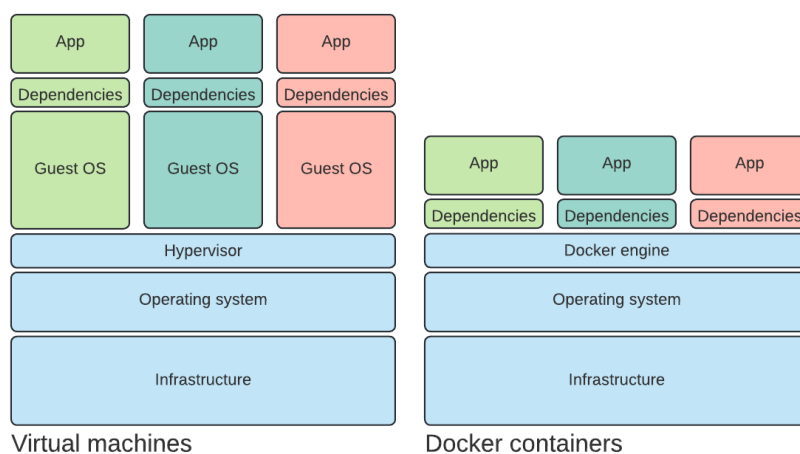 App App App
Dependencies Dependencies Dependencies
Guest OS Guest OS Guest OS
Hypervisor
Operating system
Infrastructure
Virtual machines
App App App
Dependencies Dependencies Dependencies
Docker engine
Operating system
Infrastructure
Docker containers